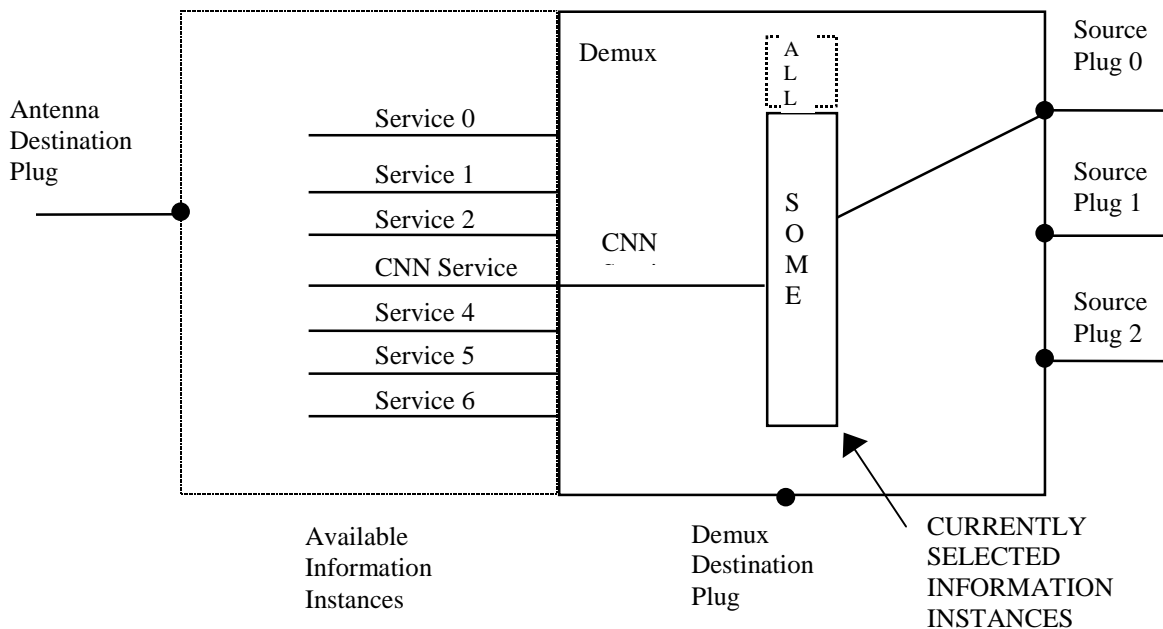 Source
Plug 0
Demux
A
L
L
Antenna
Destination
Plug
Service 0
Service 1
Service 2
CNN Service
Service 4
Service 5
Service 6
CNN
S
O
M
E
Source
Plug 1
Source
Plug 2
Available
Information
Instances
Demux
Destination
Plug
CURRENTLY
SELECTED
INFORMATION
INSTANCES